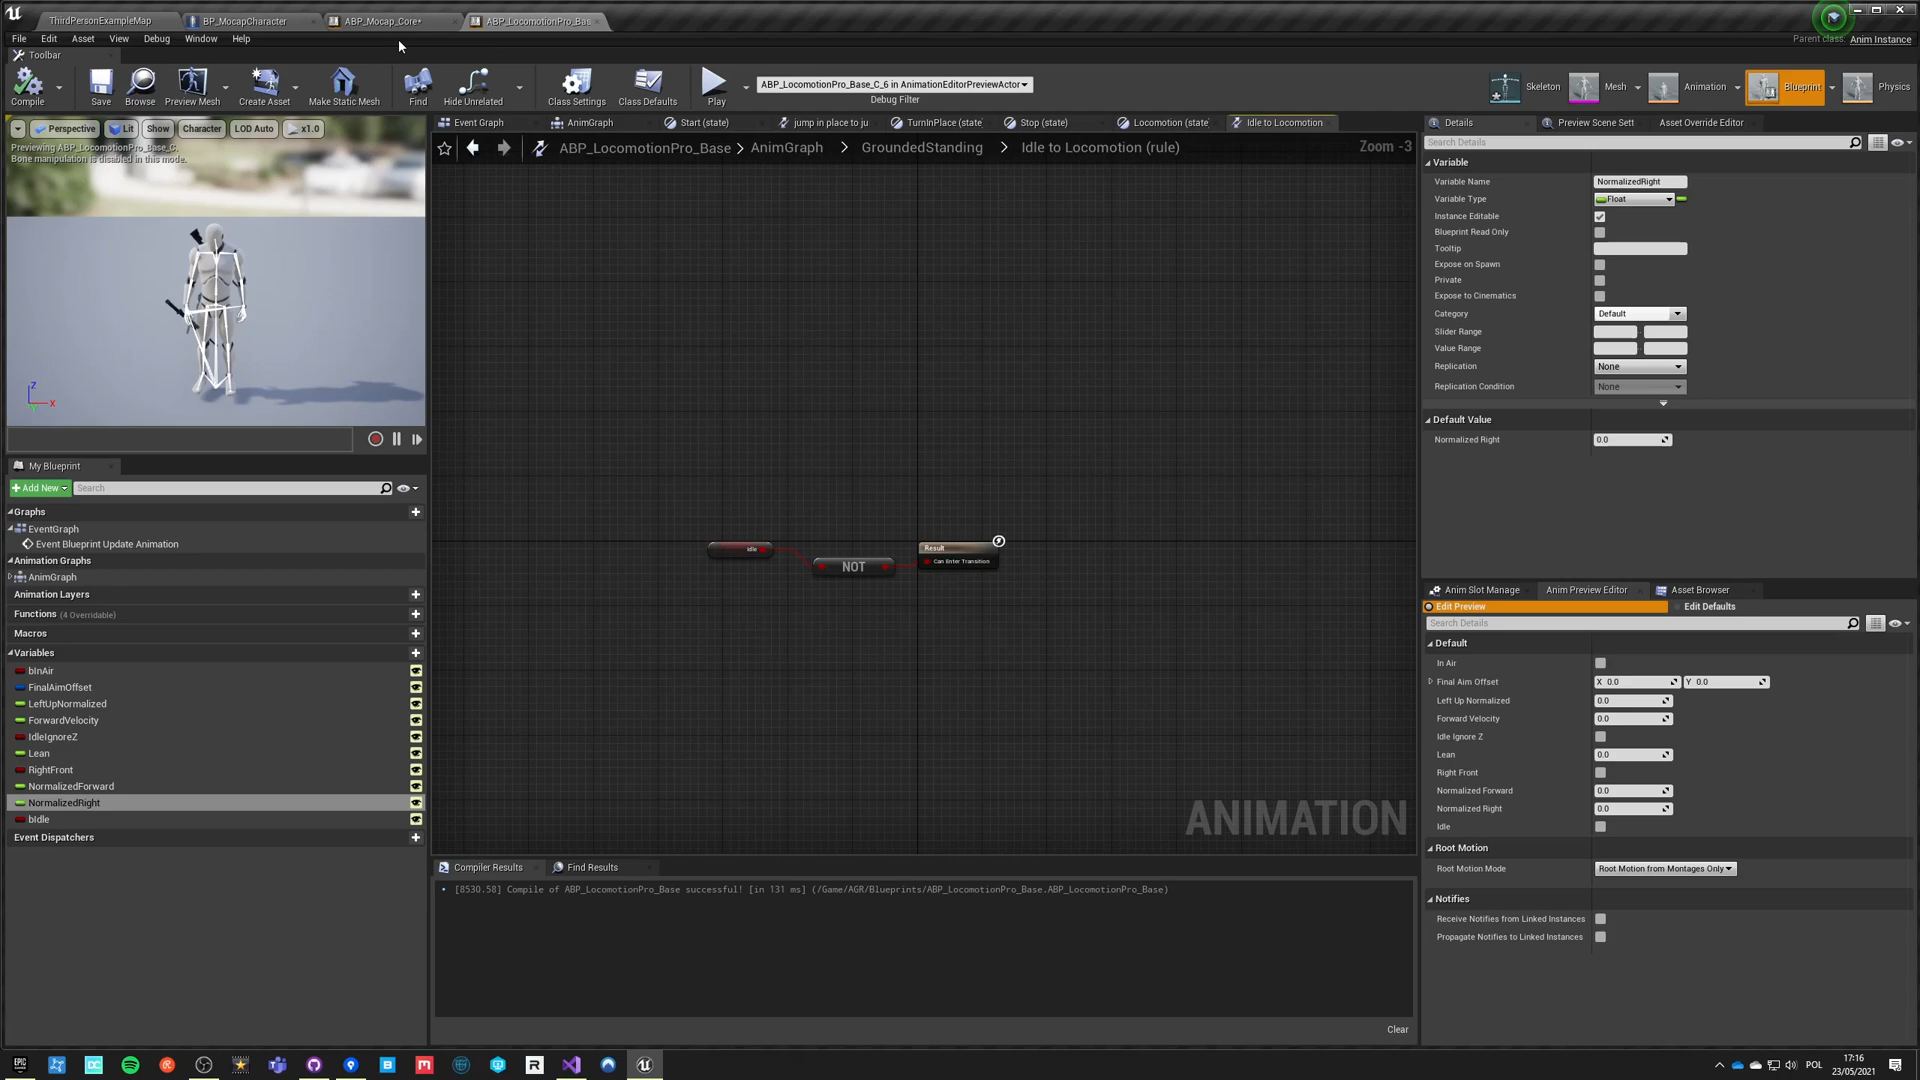 ThirdPersonExampleMap
BP_MocapCharacter
ABP_Mocap_Core*
ABP_LocomotionPro_Bas
File Edit Asset View Debug Window Help
Parent class: Anim Instance
Toolbar
Compile
Save
Browse
Preview Mesh
Create Asset
Make Static Mesh
Find
Hide Unrelated
Class Settings
Class Defaults
Play
ABP_LocomotionPro_Base_C_6 in AnimationEditorPreviewActor
Debug Filter
Skeleton
Mesh
Animation
Blueprint
Physics
Perspective
Lit
Show
Character
LOD Auto
x1.0
Previewing ABP_LocomotionPro_Base_C.
Bone manipulation is disabled in this mode.
Z
X
Event Graph
AnimGraph
Start (state)
jump in place to ju
TurnInPlace (state
Stop (state)
Locomotion (state
Idle to Locomotion
ABP_LocomotionPro_Base > AnimGraph > GroundedStanding > Idle to Locomotion (rule)
Zoom -3
Idle
NOT
Result
Can Enter Transition
ANIMATION
My Blueprint
Add New
Search
Graphs
EventGraph
Event Blueprint Update Animation
Animation Graphs
AnimGraph
Animation Layers
Functions (4 Overridable)
Macros
Variables
bInAir
FinalAimOffset
LeftUpNormalized
ForwardVelocity
IdleIgnoreZ
Lean
RightFront
NormalizedForward
NormalizedRight
bIdle
Event Dispatchers
Compiler Results
Find Results
[8530.58] Compile of ABP_LocomotionPro_Base successful! [in 131 ms] (/Game/AGR/Blueprints/ABP_LocomotionPro_Base.ABP_LocomotionPro_Base)
Clear
Details
Preview Scene Sett
Asset Override Editor
Search Details
Variable
Variable Name NormalizedRight
Variable Type Float
Instance Editable
Blueprint Read Only
Tooltip
Expose on Spawn
Private
Expose to Cinematics
Category Default
Slider Range
Value Range
Replication None
Replication Condition None
Default Value
Normalized Right 0.0
Anim Slot Manage
Anim Preview Editor
Asset Browser
Edit Preview
Edit Defaults
Search Details
Default
In Air
Final Aim Offset X 0.0 Y 0.0
Left Up Normalized 0.0
Forward Velocity 0.0
Idle Ignore Z
Lean 0.0
Right Front
Normalized Forward 0.0
Normalized Right 0.0
Idle
Root Motion
Root Motion Mode Root Motion from Montages Only
Notifies
Receive Notifies from Linked Instances
Propagate Notifies to Linked Instances
POL
17:16
23/05/2021